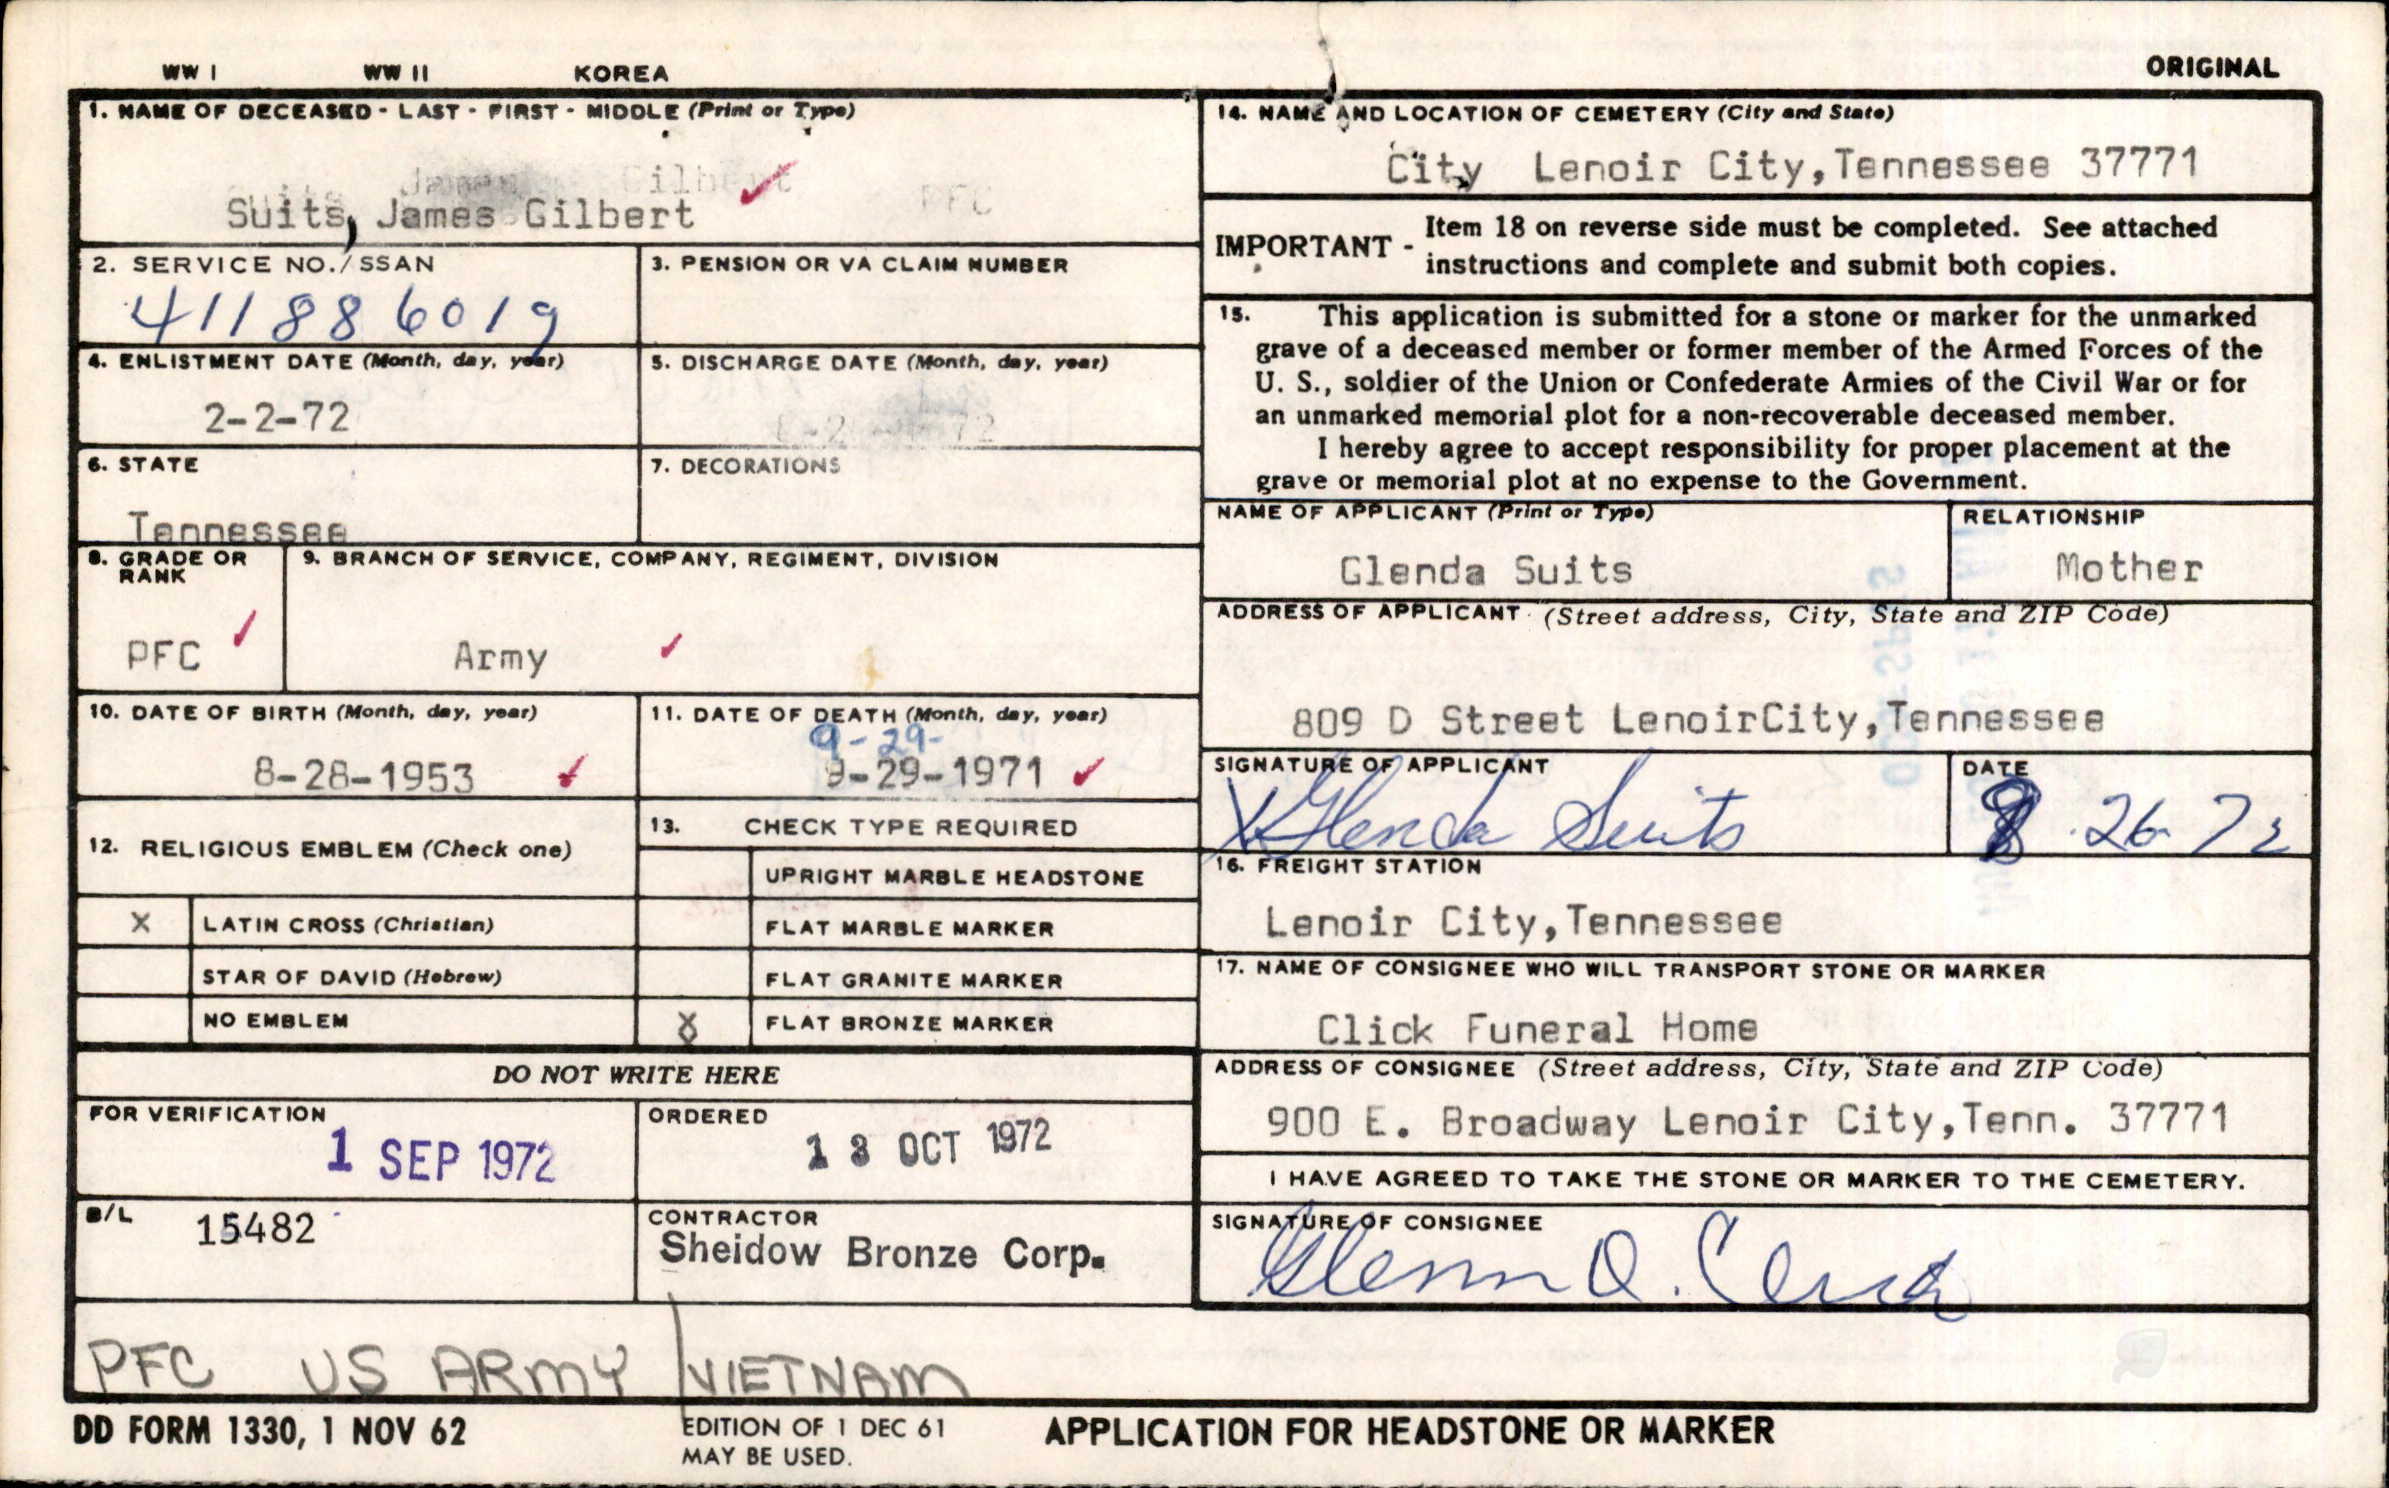 WW I WW II KOREA
ORIGINAL
1. NAME OF DECEASED - LAST - FIRST - MIDDLE (Print or Type)
Suits, James Gilbert
2. SERVICE NO./SSAN
411886019
3. PENSION OR VA CLAIM NUMBER
4. ENLISTMENT DATE (Month, day, year)
2-2-72
5. DISCHARGE DATE (Month, day, year)
6. STATE
Tennessee
7. DECORATIONS
8. GRADE OR
RANK
PFC
9. BRANCH OF SERVICE, COMPANY, REGIMENT, DIVISION
Army
10. DATE OF BIRTH (Month, day, year)
8-28-1953
11. DATE OF DEATH (Month, day, year)
9-29-
9-29-1971
12. RELIGIOUS EMBLEM (Check one)
X LATIN CROSS (Christian)
STAR OF DAVID (Hebrew)
NO EMBLEM
13. CHECK TYPE REQUIRED
UPRIGHT MARBLE HEADSTONE
FLAT MARBLE MARKER
FLAT GRANITE MARKER
X FLAT BRONZE MARKER
DO NOT WRITE HERE
FOR VERIFICATION
1 SEP 1972
ORDERED
13 OCT 1972
B/L
15482
CONTRACTOR
Sheidow Bronze Corp.
14. NAME AND LOCATION OF CEMETERY (City and State)
City Lenoir City,Tennessee 37771
IMPORTANT - Item 18 on reverse side must be completed. See attached
instructions and complete and submit both copies.
15. This application is submitted for a stone or marker for the unmarked
grave of a deceased member or former member of the Armed Forces of the
U. S., soldier of the Union or Confederate Armies of the Civil War or for
an unmarked memorial plot for a non-recoverable deceased member.
I hereby agree to accept responsibility for proper placement at the
grave or memorial plot at no expense to the Government.
NAME OF APPLICANT (Print or Type)
Glenda Suits
RELATIONSHIP
Mother
ADDRESS OF APPLICANT (Street address, City, State and ZIP Code)
809 D Street LenoirCity,Tennessee
SIGNATURE OF APPLICANT
X Glenda Suits
DATE
8 26 72
16. FREIGHT STATION
Lenoir City,Tennessee
17. NAME OF CONSIGNEE WHO WILL TRANSPORT STONE OR MARKER
Click Funeral Home
ADDRESS OF CONSIGNEE (Street address, City, State and ZIP Code)
900 E. Broadway Lenoir City,Tenn. 37771
I HAVE AGREED TO TAKE THE STONE OR MARKER TO THE CEMETERY.
SIGNATURE OF CONSIGNEE
Glenn O.
PFC US ARMY / VIETNAM
DD FORM 1330, 1 NOV 62
EDITION OF 1 DEC 61
MAY BE USED.
APPLICATION FOR HEADSTONE OR MARKER